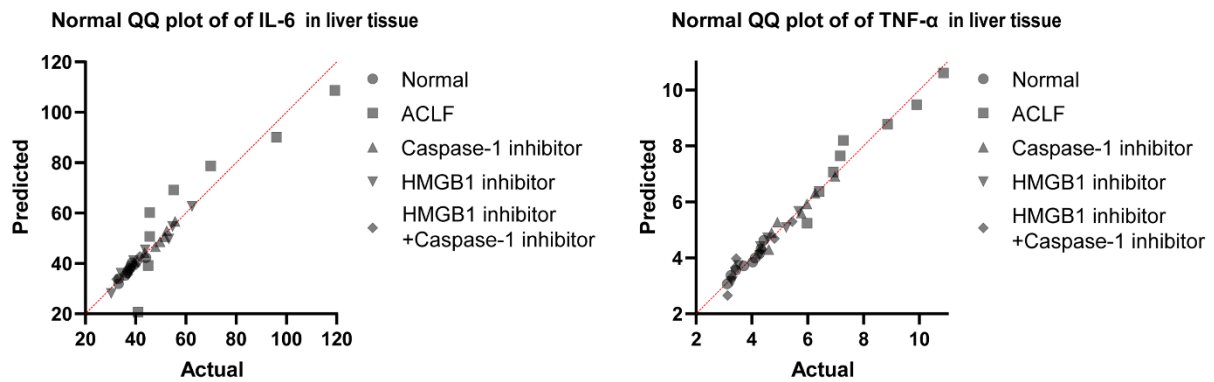 Normal QQ plot of of IL-6 in liver tissue
120
100
80
60
40
20
Predicted
20 40 60 80 100 120
Actual
Normal
ACLF
Caspase-1 inhibitor
HMGB1 inhibitor
HMGB1 inhibitor
+Caspase-1 inhibitor
Normal QQ plot of of TNF-α in liver tissue
10
8
6
4
2
Predicted
2 4 6 8 10
Actual
Normal
ACLF
Caspase-1 inhibitor
HMGB1 inhibitor
HMGB1 inhibitor
+Caspase-1 inhibitor